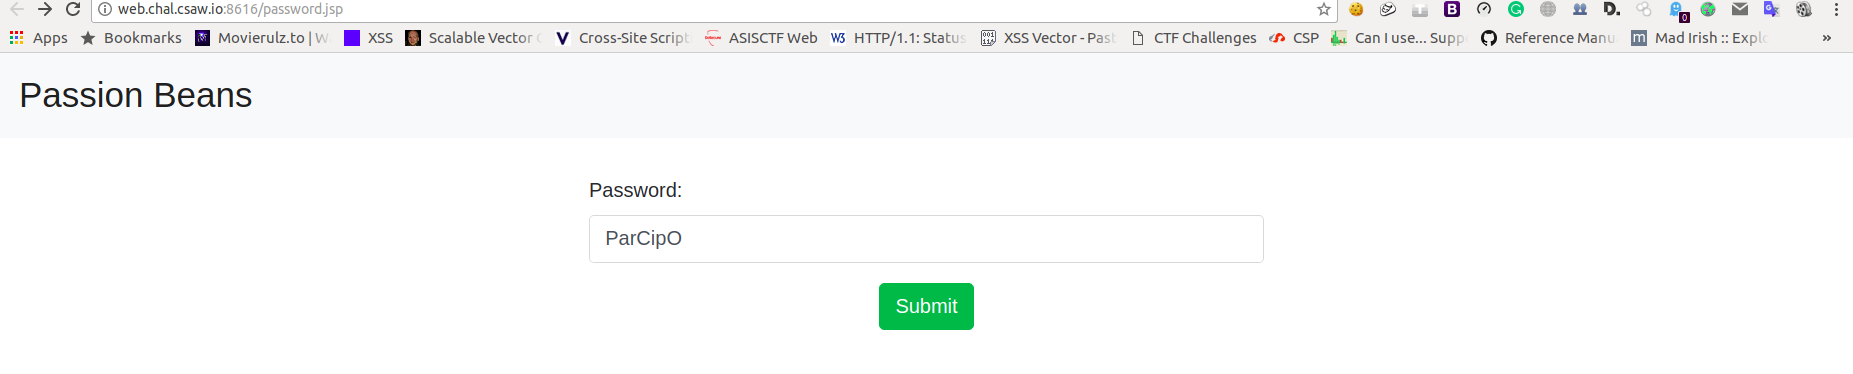 web.chal.csaw.io:8616/password.jsp
Apps Bookmarks Movierulz.to | W XSS Scalable Vector Cross-Site Script ASISCTF Web W3 HTTP/1.1: Status XSS Vector - Past CTF Challenges CSP Can I use... Supp Reference Manu m Mad Irish :: Expl »
Passion Beans
Password:
ParCipO
Submit